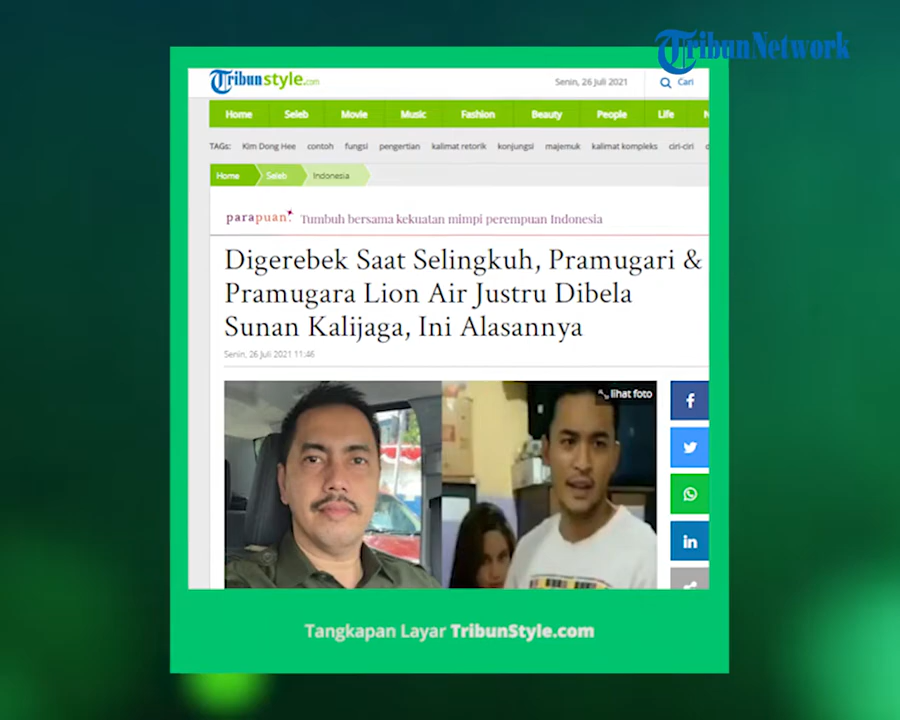 TribunNetwork
Tribunstyle.com
Senin, 26 Juli 2021
Cari
Home Seleb Movie Music Fashion Beauty People Life N
TAGs: Kim Dong Hee contoh fungsi pengertian kalimat retorik konjungsi majemuk kalimat kompleks ciri-ciri
Home Seleb Indonesia
parapuan. Tumbuh bersama kekuatan mimpi perempuan Indonesia
Digerebek Saat Selingkuh, Pramugari &
Pramugara Lion Air Justru Dibela
Sunan Kalijaga, Ini Alasannya
Senin, 26 Juli 2021 11:46
lihat foto
Tangkapan Layar TribunStyle.com